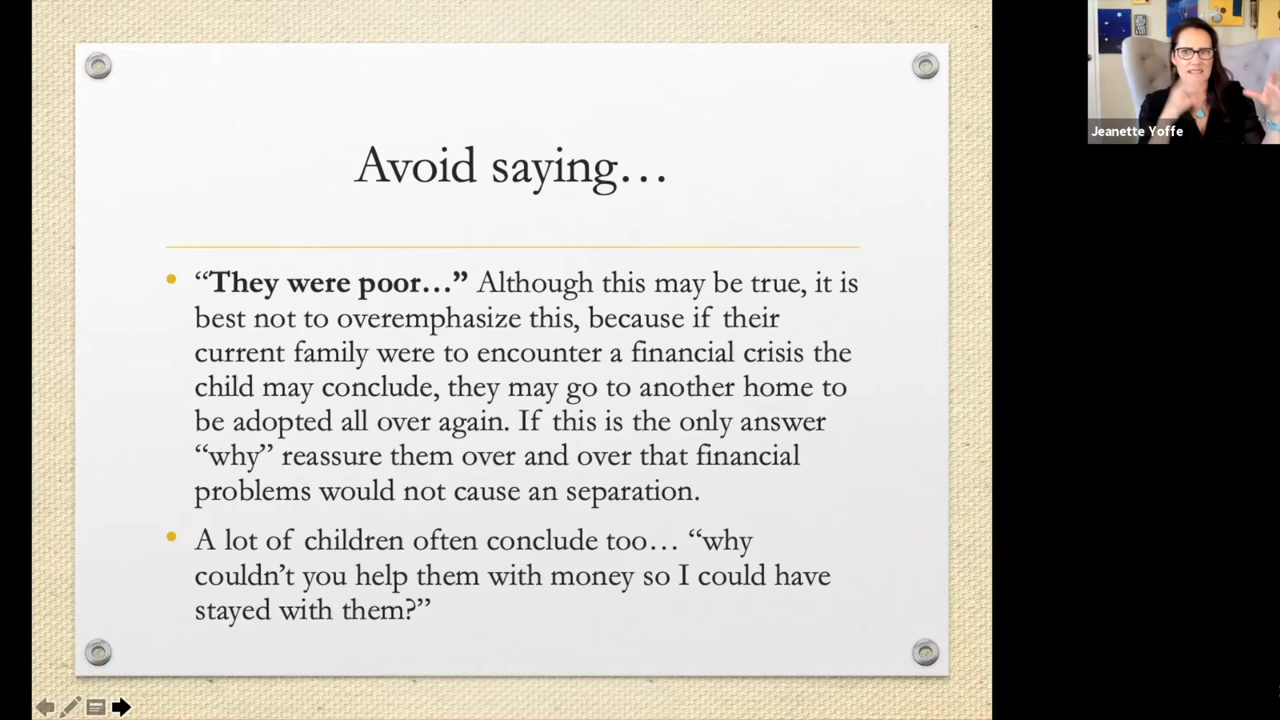 Avoid saying…
“They were poor…” Although this may be true, it is
best not to overemphasize this, because if their
current family were to encounter a financial crisis the
child may conclude, they may go to another home to
be adopted all over again. If this is the only answer
“why” reassure them over and over that financial
problems would not cause an separation.
A lot of children often conclude too… “why
couldn’t you help them with money so I could have
stayed with them?”
Jeanette Yoffe